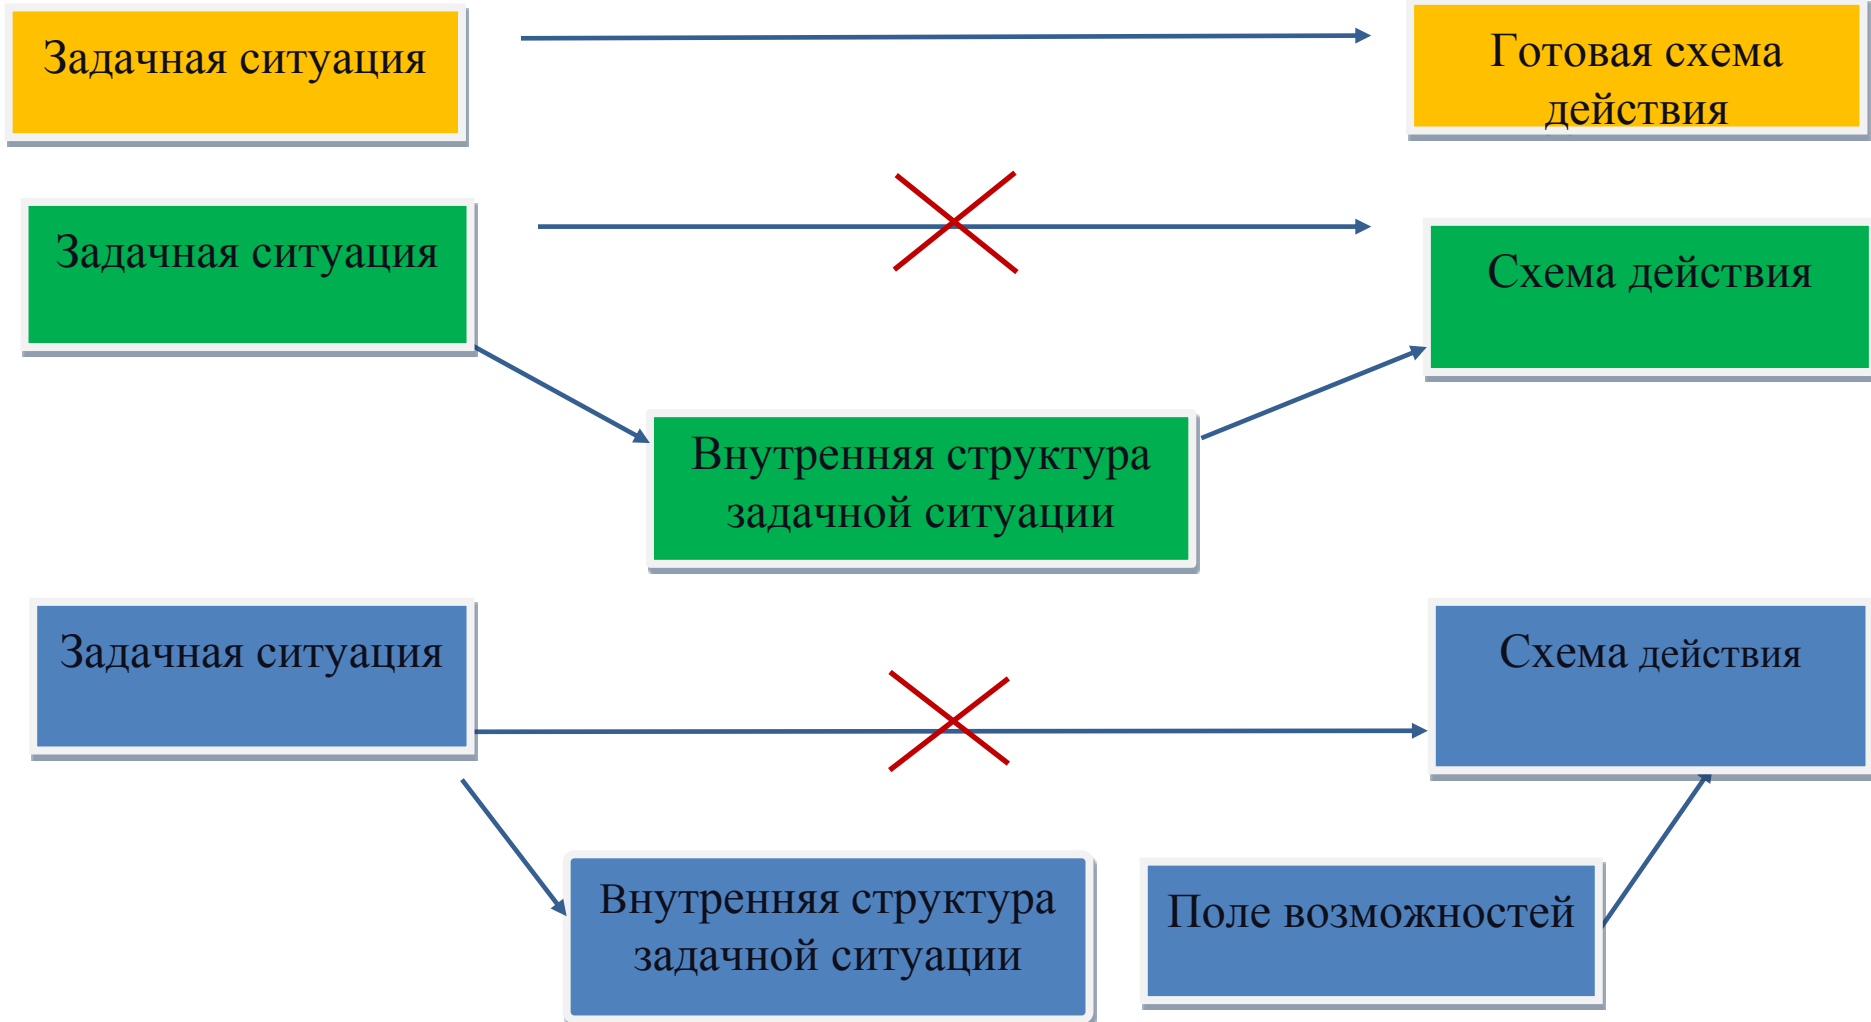 Задачная ситуация
Готовая схема
действия
Задачная ситуация
Схема действия
Внутренняя структура
задачной ситуации
Задачная ситуация
Схема действия
Внутренняя структура
задачной ситуации
Поле возможностей